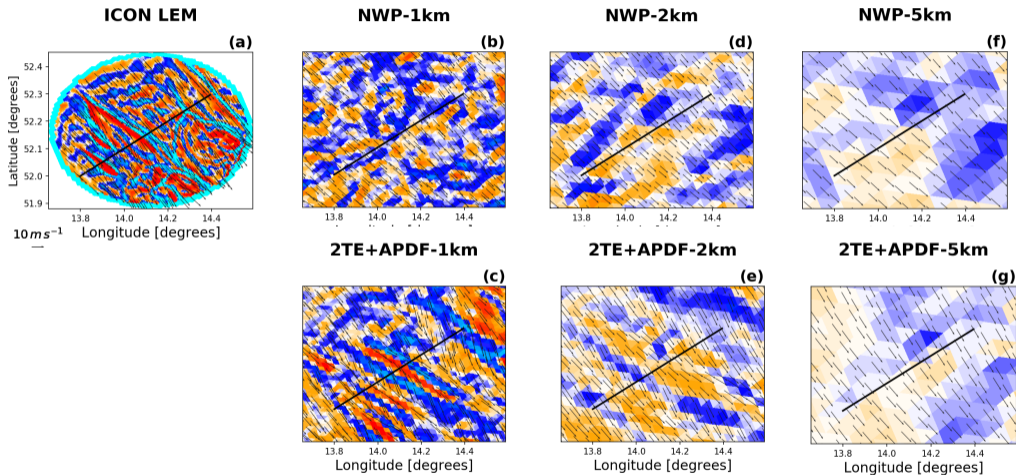 ICON LEM
NWP-1km
NWP-2km
NWP-5km
(a)
(b)
(d)
(f)
Latitude [degrees]
52.4
52.3
52.2
52.1
52.0
51.9
13.8 14.0 14.2 14.4
13.8 14.0 14.2 14.4
13.8 14.0 14.2 14.4
13.8 14.0 14.2 14.4
10 m s⁻¹
Longitude [degrees]
2TE+APDF-1km
2TE+APDF-2km
2TE+APDF-5km
(c)
(e)
(g)
13.8 14.0 14.2 14.4
13.8 14.0 14.2 14.4
13.8 14.0 14.2 14.4
Longitude [degrees]
Longitude [degrees]
Longitude [degrees]